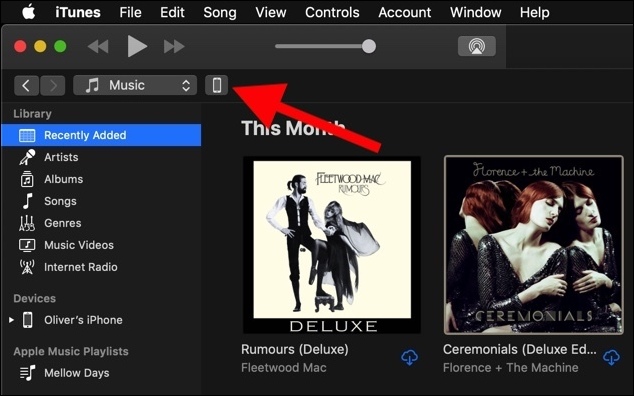 iTunes File Edit Song View Controls Account Window Help
Music
Library
Recently Added
Artists
Albums
Songs
Genres
Music Videos
Internet Radio
Devices
Oliver's iPhone
Apple Music Playlists
Mellow Days
This Month
FLEETWOOD MAC
RUMOURS
DELUXE
Florence + the Machine
CEREMONIALS
Rumours (Deluxe)
Fleetwood Mac
Ceremonials (Deluxe Ed...
Florence + The Machine